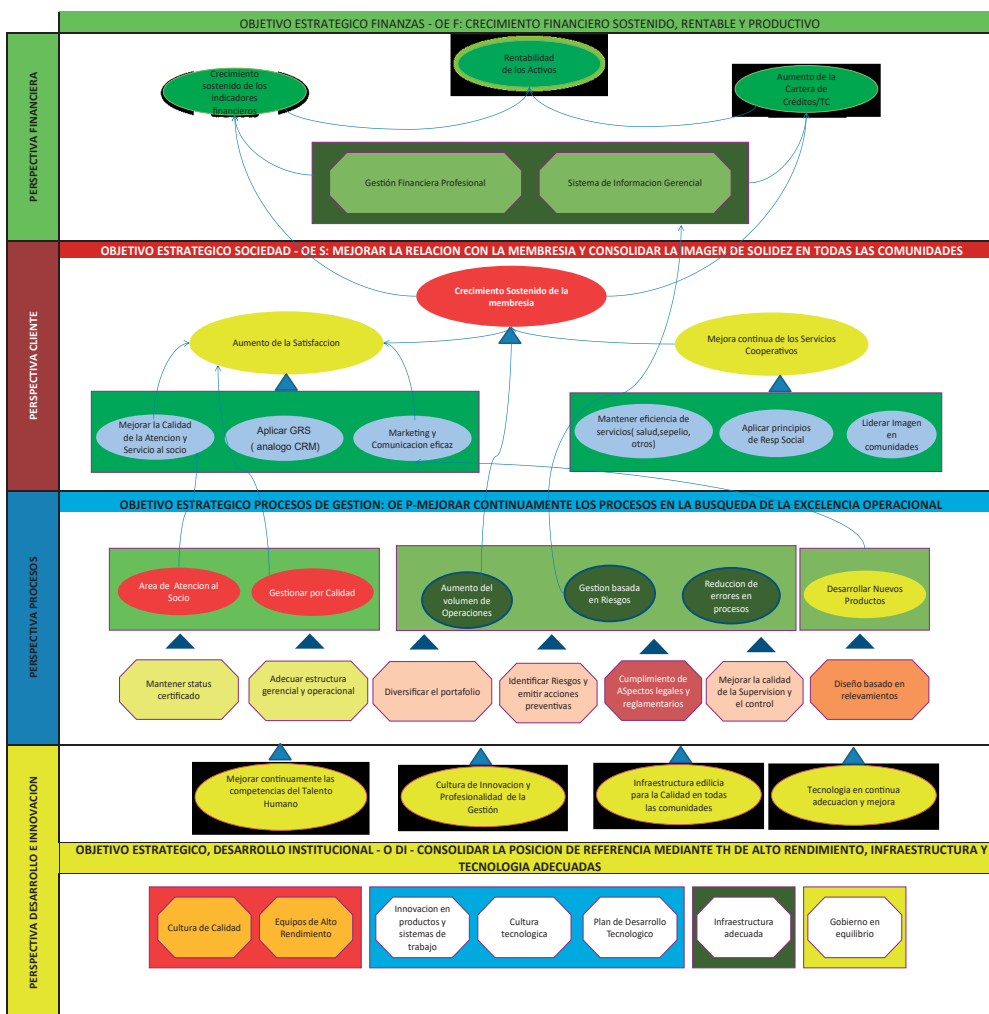 OBJETIVO ESTRATEGICO FINANZAS - OE F: CRECIMIENTO FINANCIERO SOSTENIDO, RENTABLE Y PRODUCTIVO
PERSPECTIVA FINANCIERA
Crecimiento
sostenido de los
indicadores
financieros
Rentabilidad
de los Activos
Aumento de la
Cartera de
Créditos/TC
Gestión Financiera Profesional
Sistema de Informacion Gerencial
PERSPECTIVA CLIENTE
OBJETIVO ESTRATEGICO SOCIEDAD - OE S: MEJORAR LA RELACION CON LA MEMBRESIA Y CONSOLIDAR LA IMAGEN DE SOLIDEZ EN TODAS LAS COMUNIDADES
Crecimiento Sostenido de la
membresia
Aumento de la Satisfaccion
Mejora continua de los Servicios
Cooperativos
Mejorar la Calidad
de la Atencion y
Servicio al socio
Aplicar GRS
( analogo CRM)
Marketing y
Comunicacion eficaz
Mantener eficiencia de
servicios( salud,sepelio,
otros)
Aplicar principios
de Resp Social
Liderar Imagen
en
comunidades
PERSPECTIVA PROCESOS
OBJETIVO ESTRATEGICO PROCESOS DE GESTION: OE P-MEJORAR CONTINUAMENTE LOS PROCESOS EN LA BUSQUEDA DE LA EXCELENCIA OPERACIONAL
Area de Atencion al
Socio
Gestionar por Calidad
Aumento del
volumen de
Operaciones
Gestion basada
en Riesgos
Reduccion de
errores en
procesos
Desarrollar Nuevos
Productos
Mantener status
certificado
Adecuar estructura
gerencial y operacional
Diversificar el portafolio
Identificar Riesgos y
emitir acciones
preventivas
Cumplimiento de
ASpectos legales y
reglamentarios
Mejorar la calidad
de la Supervision y
el control
Diseño basado en
relevamientos
PERSPECTIVA DESARROLLO E INNOVACION
Mejorar continuamente las
competencias del Talento
Humano
Cultura de Innovacion y
Profesionalidad de la
Gestión
Infraestructura edilicia
para la Calidad en todas
las comunidades
Tecnologia en continua
adecuacion y mejora
OBJETIVO ESTRATEGICO, DESARROLLO INSTITUCIONAL - O DI - CONSOLIDAR LA POSICION DE REFERENCIA MEDIANTE TH DE ALTO RENDIMIENTO, INFRAESTRUCTURA Y
TECNOLOGIA ADECUADAS
Cultura de Calidad
Equipos de Alto
Rendimiento
Innovacion en
productos y
sistemas de
trabajo
Cultura
tecnologica
Plan de Desarrollo
Tecnologico
Infraestructura
adecuada
Gobierno en
equilibrio